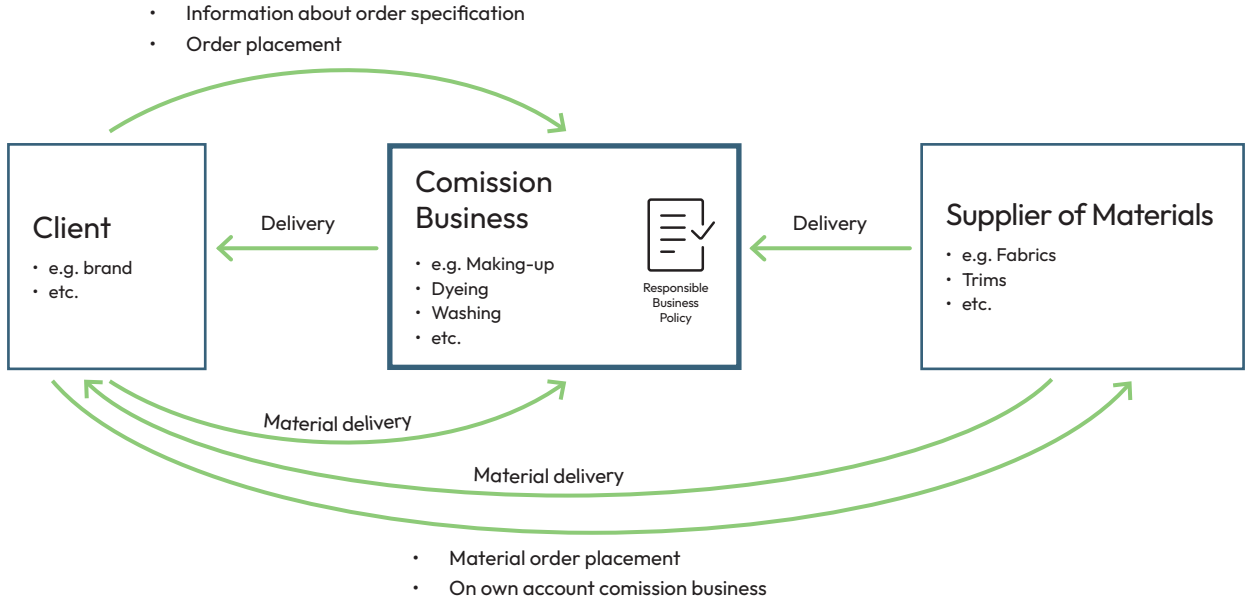 • Information about order specification
• Order placement
Client
• e.g. brand
• etc.
Delivery
Comission
Business
• e.g. Making-up
• Dyeing
• Washing
• etc.
Responsible
Business
Policy
Delivery
Supplier of Materials
• e.g. Fabrics
• Trims
• etc.
Material delivery
Material delivery
• Material order placement
• On own account comission business